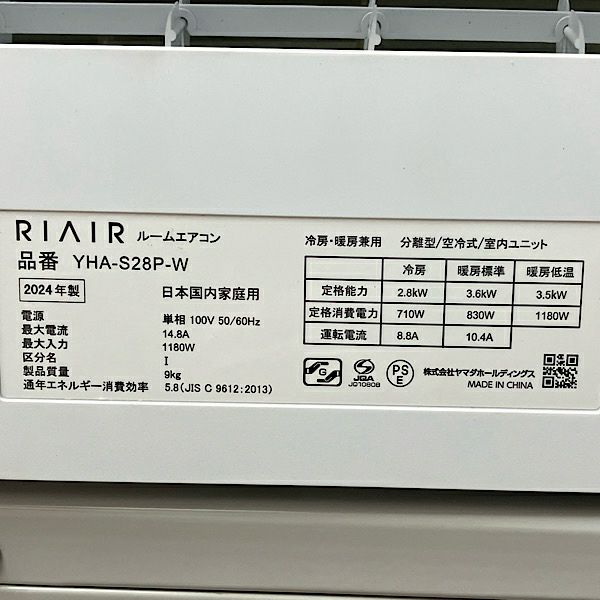 RIAIR ルームエアコン
品番 YHA-S28P-W
2024年製 日本国内家庭用
電源 単相 100V 50/60Hz
最大電流 14.8A
最大入力 1180W
区分名 I
製品質量 9kg
通年エネルギー消費効率 5.8(JIS C 9612:2013)
冷房・暖房兼用 分離型/空冷式/室内ユニット
冷房 暖房標準 暖房低温
定格能力 2.8kW 3.6kW 3.5kW
定格消費電力 710W 830W 1180W
運転電流 8.8A 10.4A
G
JQA
PSE
株式会社ヤマダホールディングス
MADE IN CHINA